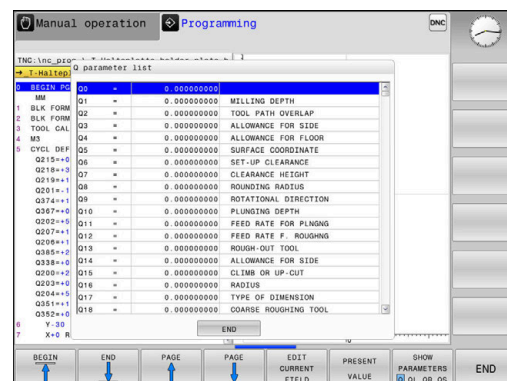 Manual operation
Programming
DNC
TNC:\nc_pro
→_T-Haltepl
Q parameter list
0 BEGIN PG
MM
1 BLK FORM
2 BLK FORM
3 TOOL CAL
4 M3
5 CYCL DEF
Q215=+0
Q218=+3
Q219=+1
Q201=-1
Q374=+1
Q367=+0
Q202=+5
Q207=+1
Q206=+1
Q385=+2
Q338=+0
Q200=+2
Q203=+0
Q204=+5
Q351=+1
Q352=+0
6 Y-30
7 X+0 R
Q0 = 0.000000000
Q1 = 0.000000000 MILLING DEPTH
Q2 = 0.000000000 TOOL PATH OVERLAP
Q3 = 0.000000000 ALLOWANCE FOR SIDE
Q4 = 0.000000000 ALLOWANCE FOR FLOOR
Q5 = 0.000000000 SURFACE COORDINATE
Q6 = 0.000000000 SET-UP CLEARANCE
Q7 = 0.000000000 CLEARANCE HEIGHT
Q8 = 0.000000000 ROUNDING RADIUS
Q9 = 0.000000000 ROTATIONAL DIRECTION
Q10 = 0.000000000 PLUNGING DEPTH
Q11 = 0.000000000 FEED RATE FOR PLNGNG
Q12 = 0.000000000 FEED RATE F. ROUGHNG
Q13 = 0.000000000 ROUGH-OUT TOOL
Q14 = 0.000000000 ALLOWANCE FOR SIDE
Q15 = 0.000000000 CLIMB OR UP-CUT
Q16 = 0.000000000 RADIUS
Q17 = 0.000000000 TYPE OF DIMENSION
Q18 = 0.000000000 COARSE ROUGHING TOOL
END
BEGIN
END
PAGE
PAGE
EDIT
CURRENT
FIELD
PRESENT
VALUE
SHOW
PARAMETERS
Q QL QR QS
END